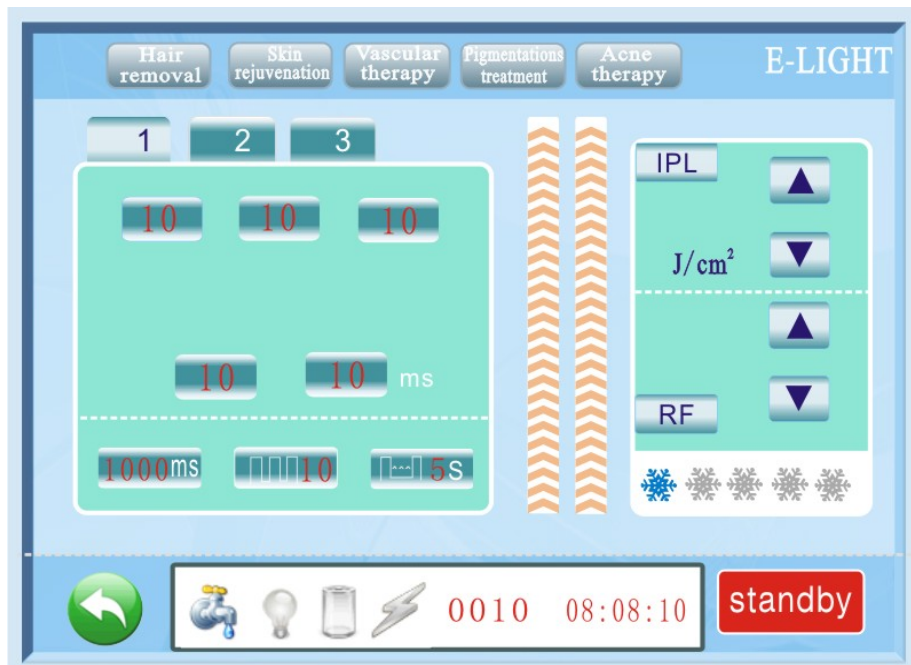 Hair
removal
Skin
rejuvenation
Vascular
therapy
Pigmentations
treatment
Acne
therapy
E-LIGHT
1 2 3
10 10 10
10 10 ms
1000ms 10 5S
IPL
J/cm²
RF
0010 08:08:10
standby